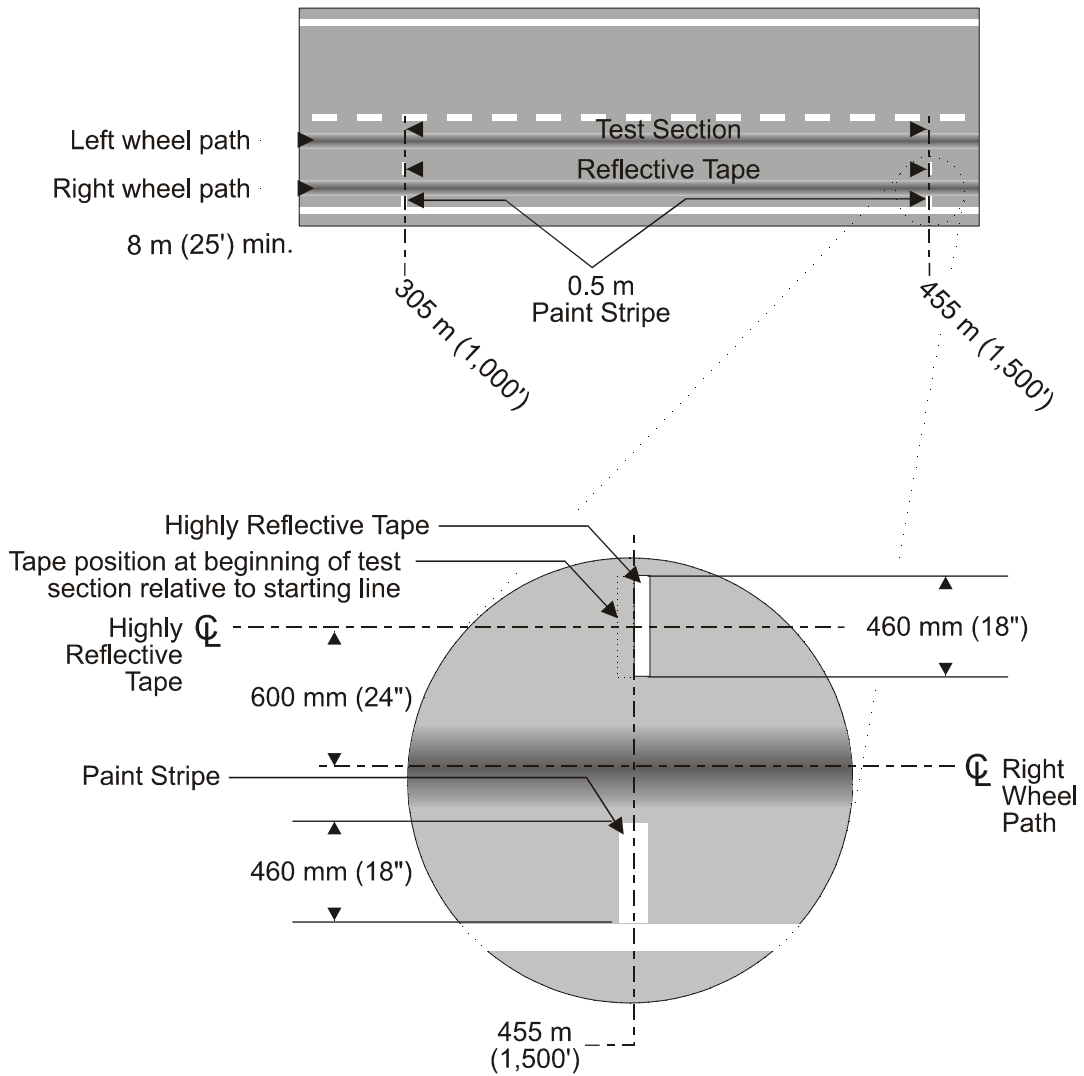 Left wheel path
Test Section
Right wheel path
Reflective Tape
8 m (25') min.
0.5 m
Paint Stripe
305 m (1,000')
455 m (1,500')
Highly Reflective Tape
Tape position at beginning of test
section relative to starting line
Highly
Reflective
Tape
℄
460 mm (18")
600 mm (24")
Paint Stripe
℄ Right
Wheel
Path
460 mm (18")
455 m
(1,500')